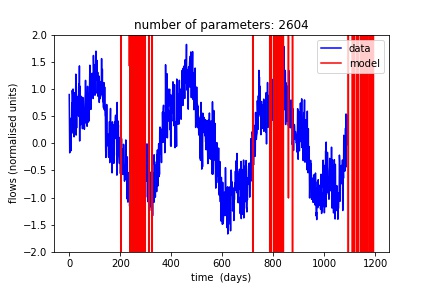 number of parameters: 2604
2.0
1.5
1.0
0.5
0.0
−0.5
−1.0
−1.5
−2.0
flows (normalised units)
data
model
0 200 400 600 800 1000 1200
time (days)